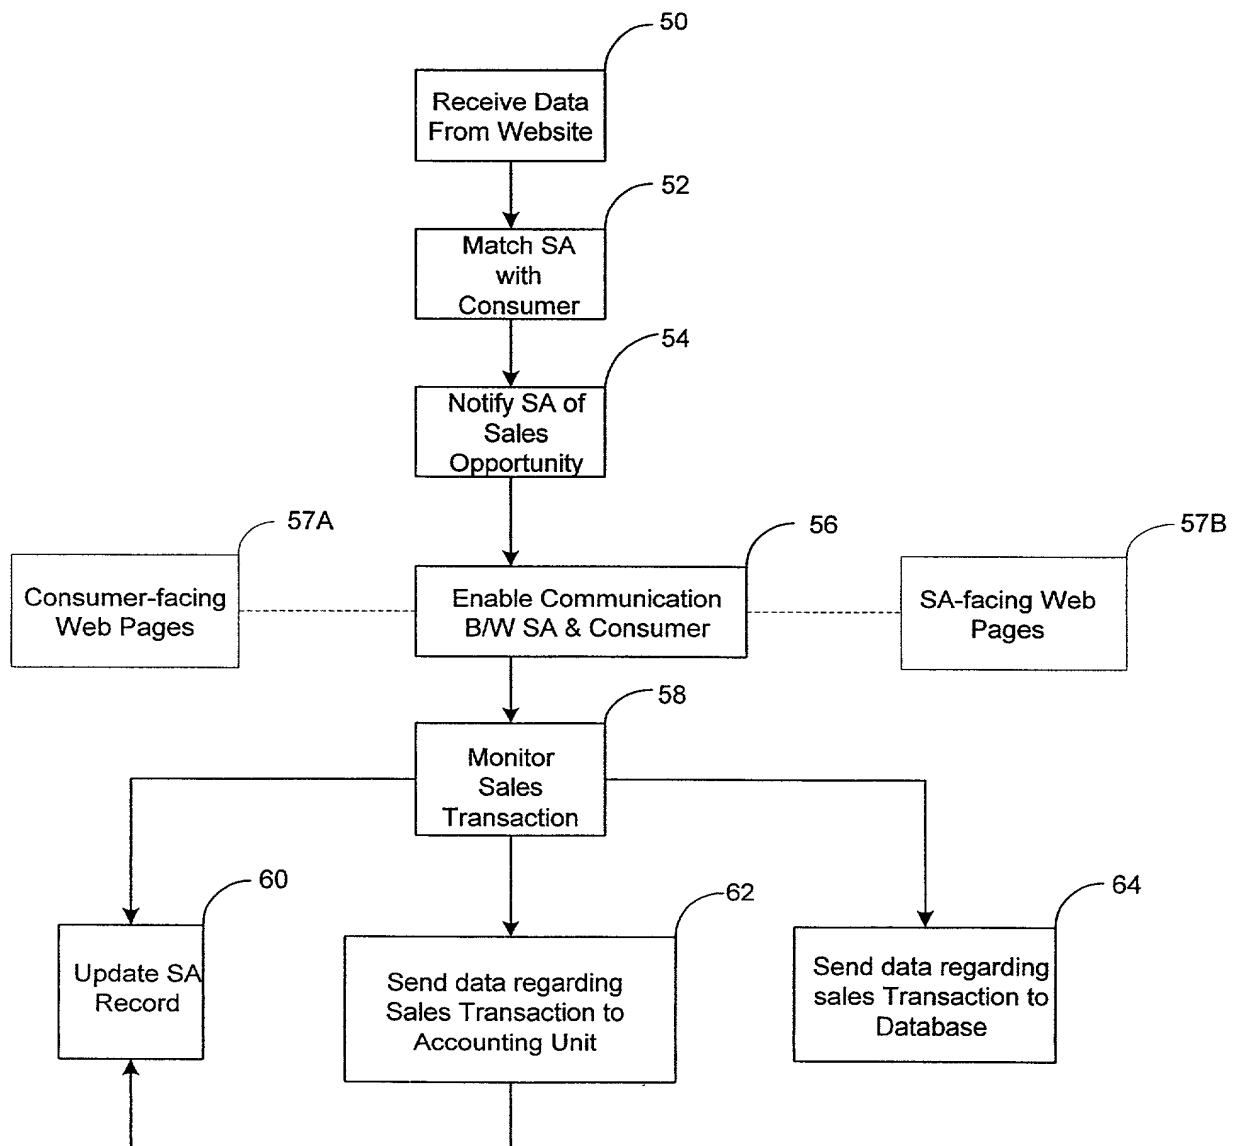 50
Receive Data
From Website
52
Match SA
with
Consumer
54
Notify SA of
Sales
Opportunity
57A
56
57B
Consumer-facing
Web Pages
Enable Communication
B/W SA & Consumer
SA-facing Web
Pages
58
Monitor
Sales
Transaction
60
62
64
Update SA
Record
Send data regarding
Sales Transaction to
Accounting Unit
Send data regarding
sales Transaction to
Database